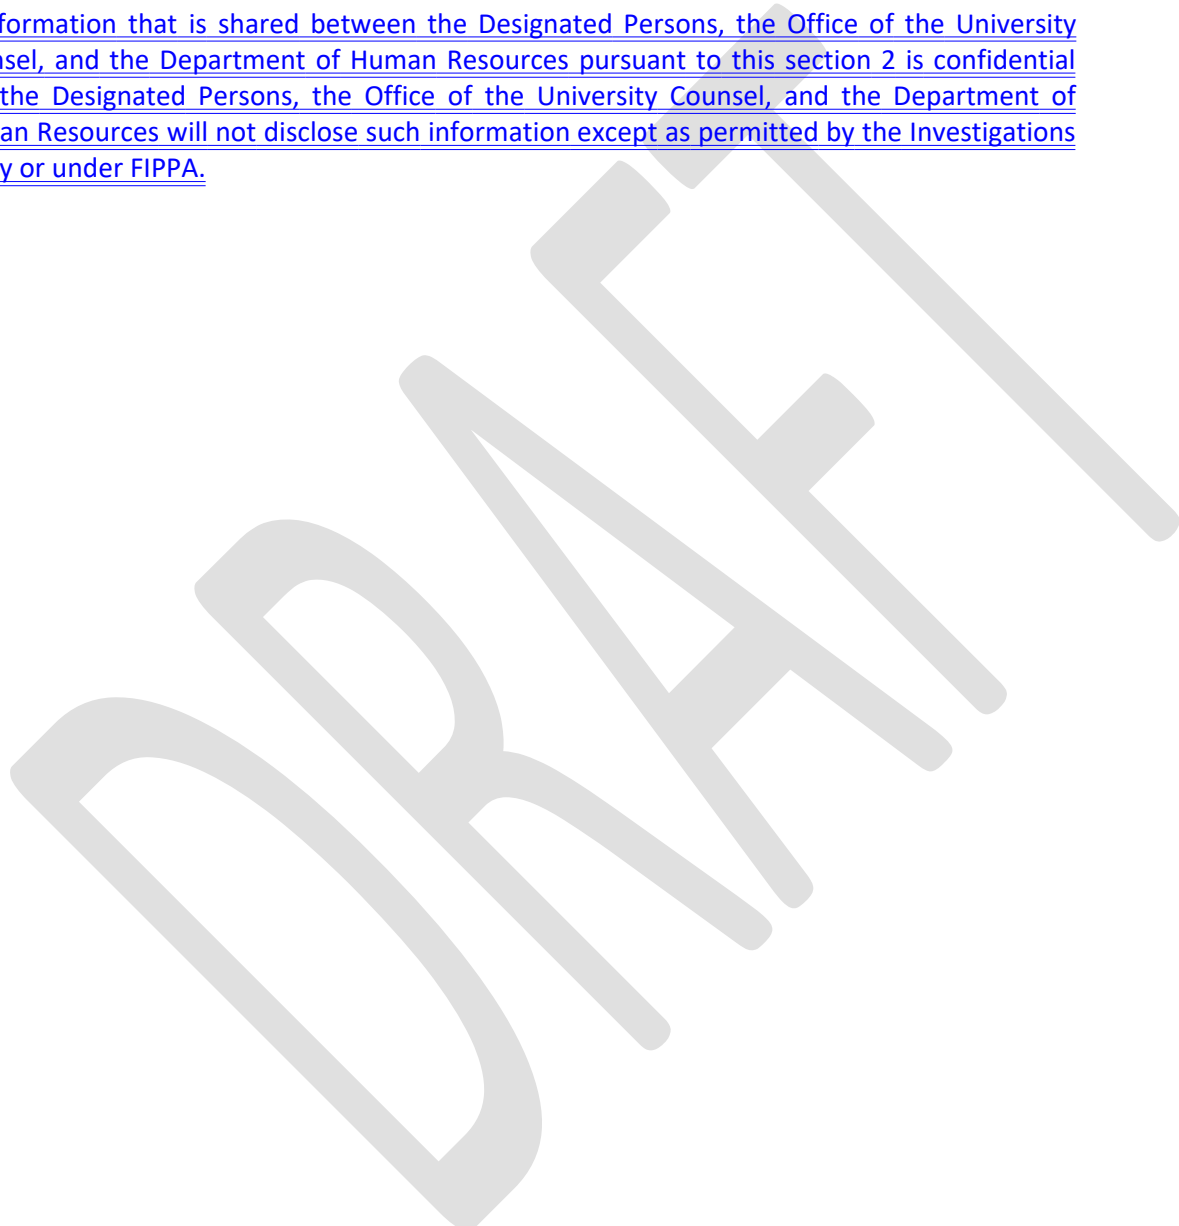 formation that is shared between the Designated Persons, the Office of the University
nsel, and the Department of Human Resources pursuant to this section 2 is confidential
the Designated Persons, the Office of the University Counsel, and the Department of
an Resources will not disclose such information except as permitted by the Investigations
y or under FIPPA.
DRAFT